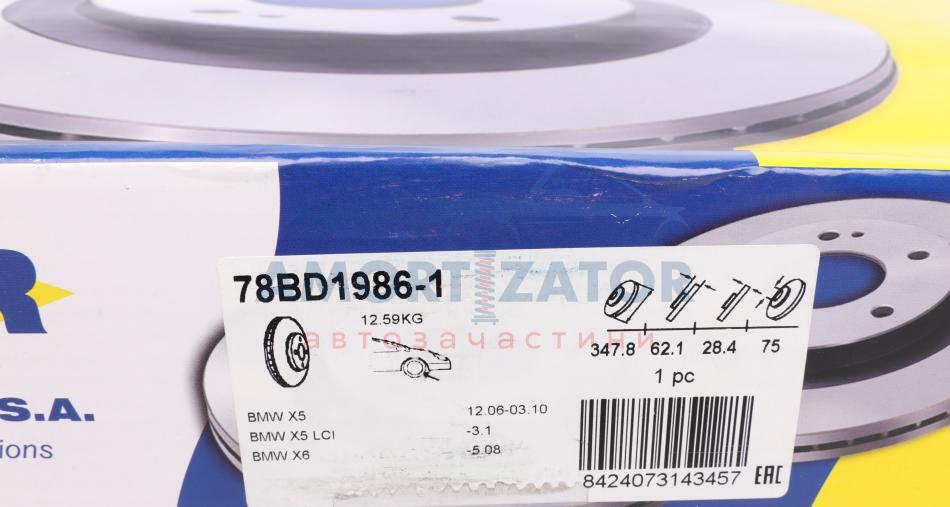 R
S.A.
ions
78BD1986-1
12.59KG
AMORTIZATOR
автозапчастини
347.8 62.1 28.4 75
1 pc
BMW X5 12.06-03.10
BMW X5 LCI -3.1
BMW X6 -5.08
8424073143457 EAC